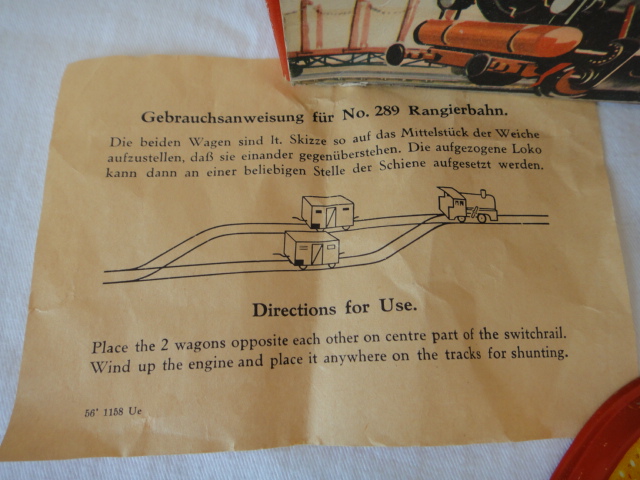 Gebrauchsanweisung für No. 289 Rangierbahn.
Die beiden Wagen sind lt. Skizze so auf das Mittelstück der Weiche
aufzustellen, daß sie einander gegenüberstehen. Die aufgezogene Loko
kann dann an einer beliebigen Stelle der Schiene aufgesetzt werden.
Directions for Use.
Place the 2 wagons opposite each other on centre part of the switchrail.
Wind up the engine and place it anywhere on the tracks for shunting.
56' 1158 Ue